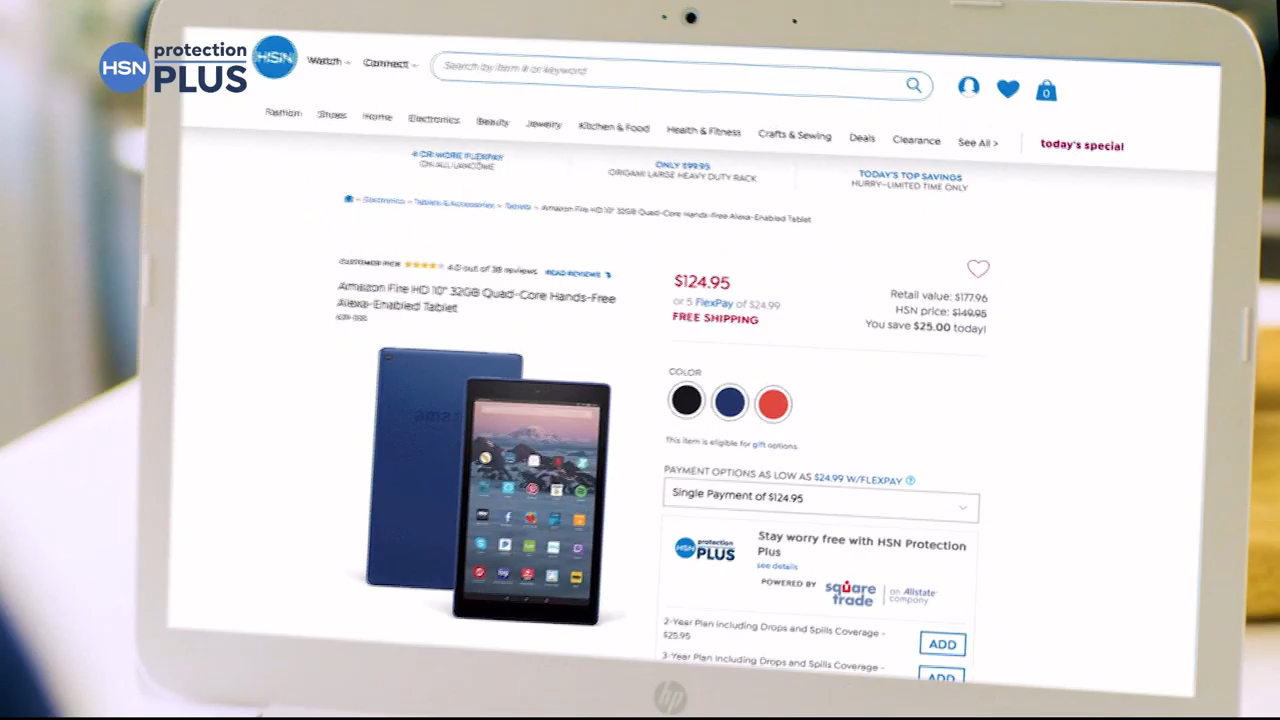 HSN protection PLUS
HSN
Watch
Connect
Search by item # or keyword
0
Fashion
Shoes
Home
Electronics
Beauty
Jewelry
Kitchen & Food
Health & Fitness
Crafts & Sewing
Deals
Clearance
See All >
today's special
4 OR MORE FLEXPAY
ON ALL LANCOME
ONLY $99.95
ORIGAMI LARGE HEAVY DUTY RACK
TODAY'S TOP SAVINGS
HURRY–LIMITED TIME ONLY
Electronics > Tablets & Accessories > Tablets > Amazon Fire HD 10" 32GB Quad-Core Hands-Free Alexa-Enabled Tablet
CUSTOMER PICK
4.0 out of 38 reviews
READ REVIEWS
Amazon Fire HD 10" 32GB Quad-Core Hands-Free
Alexa-Enabled Tablet
$124.95
or 5 FlexPay of $24.99
FREE SHIPPING
Retail value: $177.96
HSN price: $149.95
You save $25.00 today!
COLOR
This item is eligible for gift options.
PAYMENT OPTIONS AS LOW AS $24.99 W/FLEXPAY ?
Single Payment of $124.95
HSN protection PLUS
Stay worry free with HSN Protection
Plus
see details
POWERED BY
square trade
an Allstate company
2-Year Plan including Drops and Spills Coverage -
$25.95
ADD
3-Year Plan including Drops and Spills Coverage -
ADD
hp